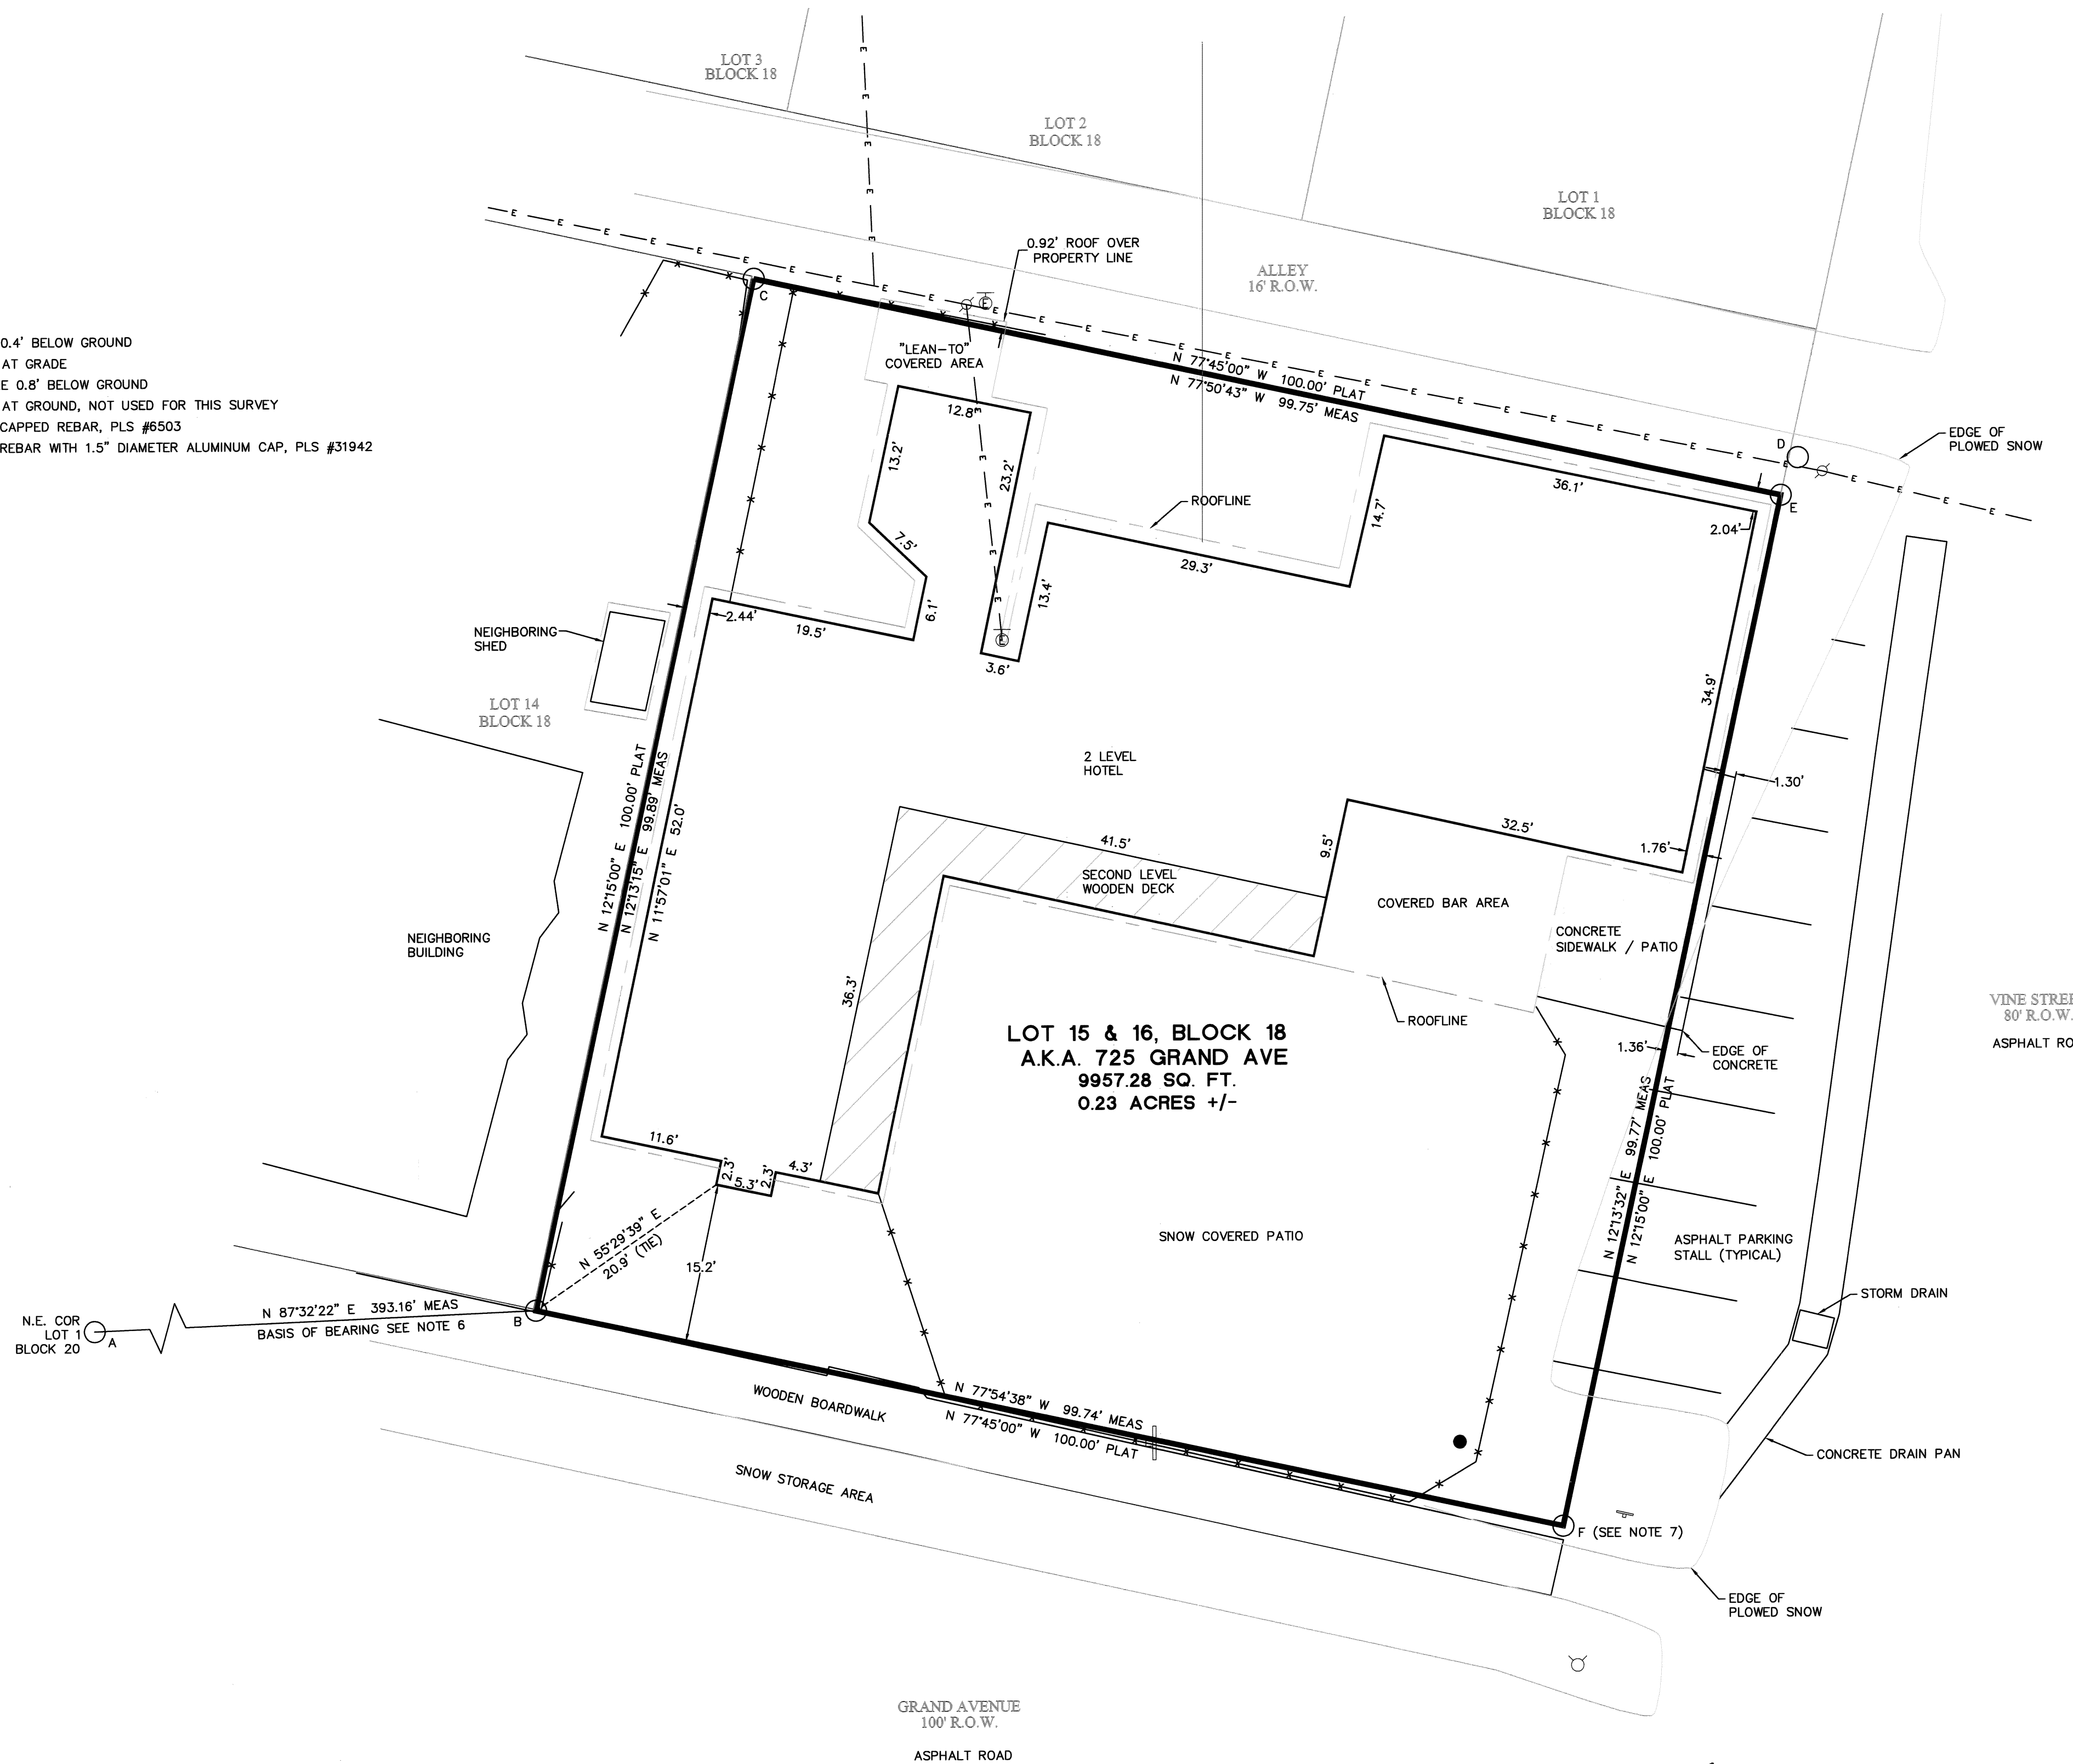 LOT 3
BLOCK 18
LOT 2
BLOCK 18
LOT 1
BLOCK 18
0.92' ROOF OVER
PROPERTY LINE
ALLEY
16' R.O.W.
0.4' BELOW GROUND
AT GRADE
E 0.8' BELOW GROUND
AT GROUND, NOT USED FOR THIS SURVEY
CAPPED REBAR, PLS #6503
REBAR WITH 1.5" DIAMETER ALUMINUM CAP, PLS #31942
C
"LEAN-TO"
COVERED AREA
N 77°45'00" W 100.00' PLAT
N 77°50'43" W 99.75' MEAS
D
EDGE OF
PLOWED SNOW
E
12.8'
13.2'
23.2'
ROOFLINE
36.1'
14.7'
2.04'
7.5'
29.3'
13.4'
6.1'
2.44'
19.5'
3.6'
NEIGHBORING
SHED
34.9'
LOT 14
BLOCK 18
2 LEVEL
HOTEL
1.30'
N 12°15'00" E 100.00' PLAT
N 12°13'15" E 99.89' MEAS
N 11°57'01" E 52.0'
41.5'
9.5'
32.5'
1.76'
SECOND LEVEL
WOODEN DECK
COVERED BAR AREA
CONCRETE
SIDEWALK / PATIO
NEIGHBORING
BUILDING
36.3'
ROOFLINE
VINE STREE
80' R.O.W.
ASPHALT RO
LOT 15 & 16, BLOCK 18
A.K.A. 725 GRAND AVE
9957.28 SQ. FT.
0.23 ACRES +/-
1.36'
EDGE OF
CONCRETE
N 12°13'32" E 99.77' MEAS
N 12°15'00" E 100.00' PLAT
11.6'
2.3'
5.3'
2.3'
4.3'
N 55°29'39" E
20.9' (TIE)
15.2'
SNOW COVERED PATIO
ASPHALT PARKING
STALL (TYPICAL)
STORM DRAIN
N.E. COR
LOT 1
BLOCK 20
A
N 87°32'22" E 393.16' MEAS
BASIS OF BEARING SEE NOTE 6
B
WOODEN BOARDWALK
N 77°54'38" W 99.74' MEAS
N 77°45'00" W 100.00' PLAT
CONCRETE DRAIN PAN
SNOW STORAGE AREA
F (SEE NOTE 7)
EDGE OF
PLOWED SNOW
GRAND AVENUE
100' R.O.W.
ASPHALT ROAD